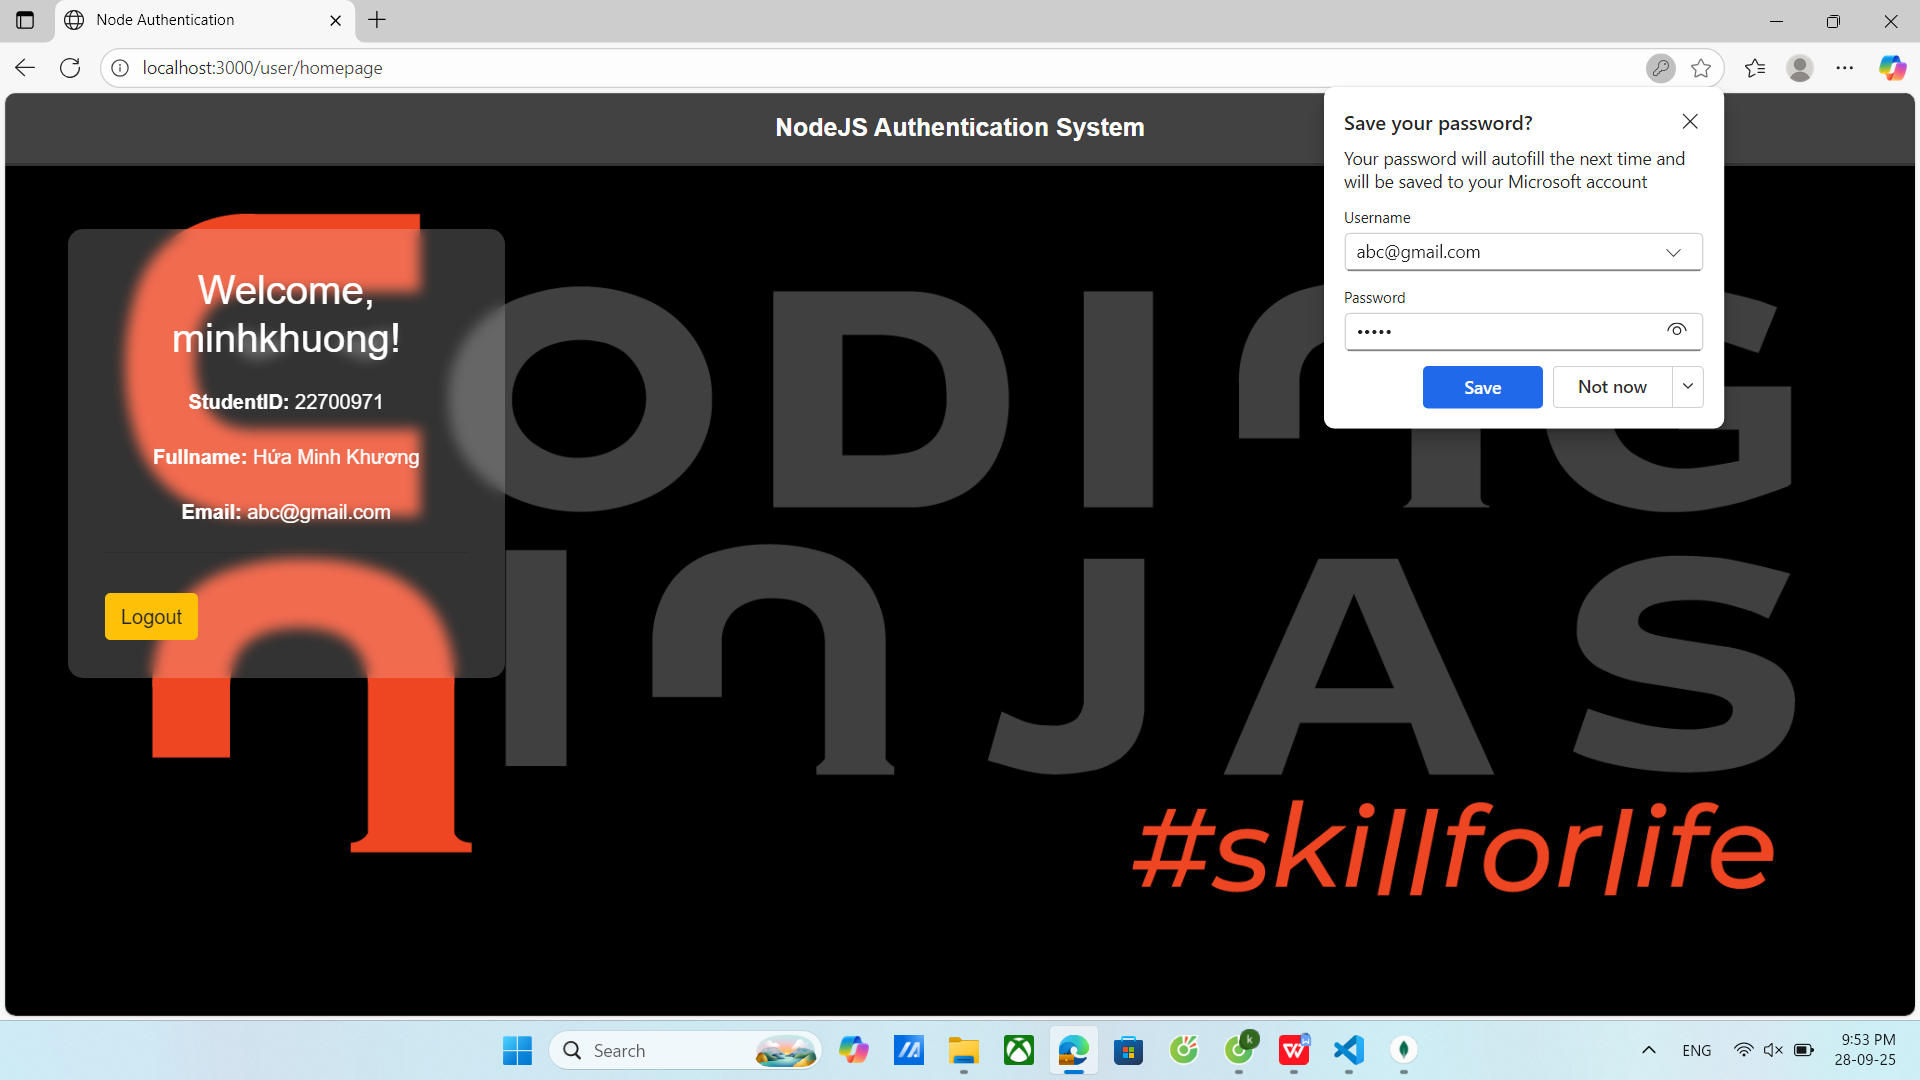 Node Authentication
localhost:3000/user/homepage
NodeJS Authentication System
Save your password?
Your password will autofill the next time and
will be saved to your Microsoft account
Username
abc@gmail.com
Password
•••••
Save
Not now
Welcome,
minhkhuong!
StudentID: 22700971
Fullname: Hứa Minh Khương
Email: abc@gmail.com
Logout
CODING
NINJAS
#skillforlife
Search
ENG
9:53 PM
28-09-25